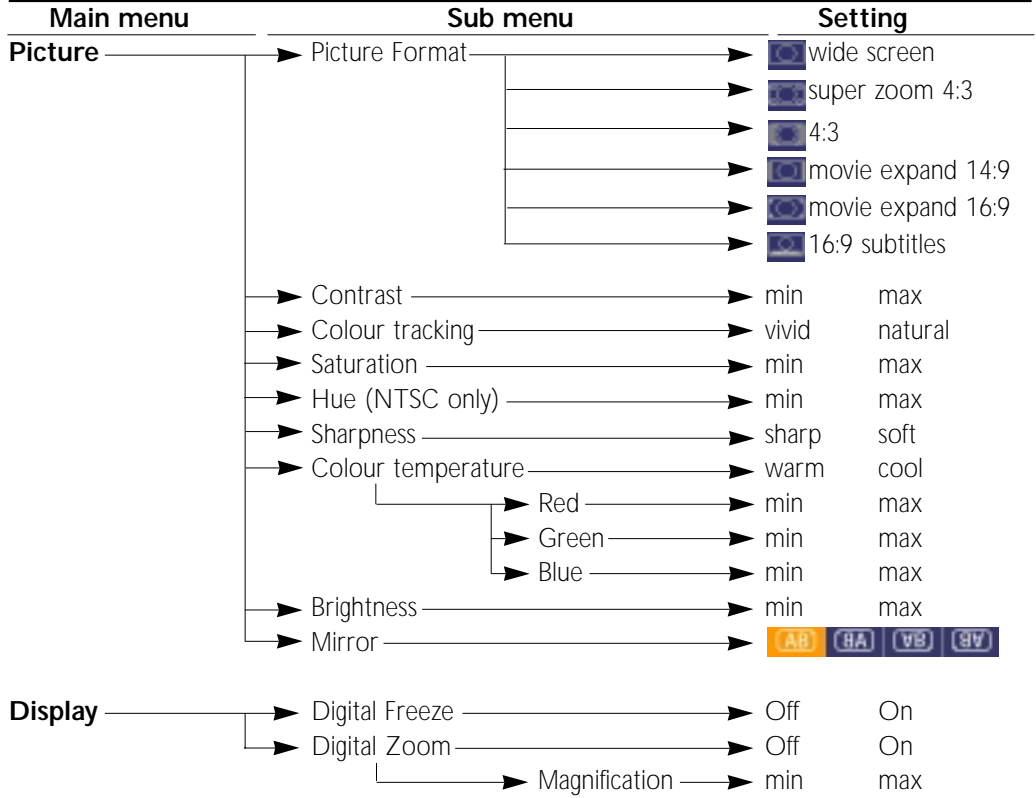 Main menu Sub menu Setting
Picture Picture Format wide screen
super zoom 4:3
4:3
movie expand 14:9
movie expand 16:9
16:9 subtitles
Contrast min max
Colour tracking vivid natural
Saturation min max
Hue (NTSC only) min max
Sharpness sharp soft
Colour temperature warm cool
Red min max
Green min max
Blue min max
Brightness min max
Mirror AB AB AB AB
Display Digital Freeze Off On
Digital Zoom Off On
Magnification min max